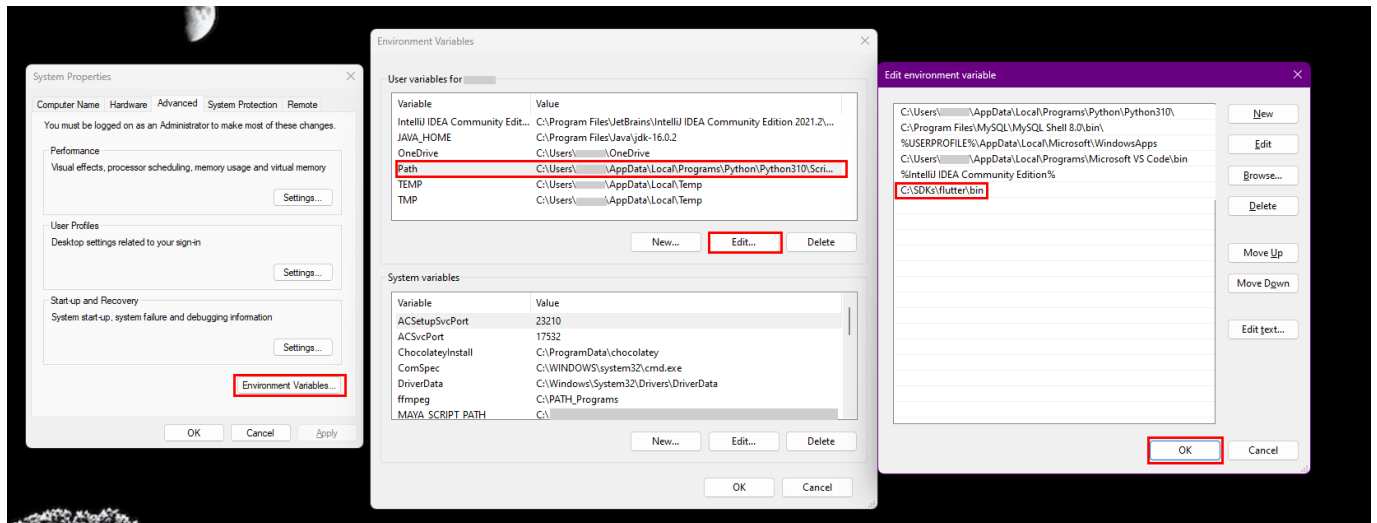 System Properties
Computer Name Hardware Advanced System Protection Remote
You must be logged on as an Administrator to make most of these changes.
Performance
Visual effects, processor scheduling, memory usage and virtual memory
Settings...
User Profiles
Desktop settings related to your sign-in
Settings...
Start-up and Recovery
System start-up, system failure and debugging information
Settings...
Environment Variables...
OK Cancel Apply
Environment Variables
User variables for
Variable Value
IntelliJ IDEA Community Edit... C:\Program Files\JetBrains\IntelliJ IDEA Community Edition 2021.2\...
JAVA_HOME C:\Program Files\Java\jdk-16.0.2
OneDrive C:\Users\ \OneDrive
Path C:\Users\ \AppData\Local\Programs\Python\Python310\Scri...
TEMP C:\Users\ \AppData\Local\Temp
TMP C:\Users\ \AppData\Local\Temp
New... Edit... Delete
System variables
Variable Value
ACSetupSvcPort 23210
ACSvcPort 17532
ChocolateyInstall C:\ProgramData\chocolatey
ComSpec C:\WINDOWS\system32\cmd.exe
DriverData C:\Windows\System32\Drivers\DriverData
ffmpeg C:\PATH_Programs
MAYA_SCRIPT_PATH C:\
New... Edit... Delete
OK Cancel
Edit environment variable
C:\Users\ \AppData\Local\Programs\Python\Python310\
C:\Program Files\MySQL\MySQL Shell 8.0\bin\
%USERPROFILE%\AppData\Local\Microsoft\WindowsApps
C:\Users\ \AppData\Local\Programs\Microsoft VS Code\bin
%IntelliJ IDEA Community Edition%
C:\SDKs\flutter\bin
New
Edit
Browse...
Delete
Move Up
Move Down
Edit text...
OK Cancel